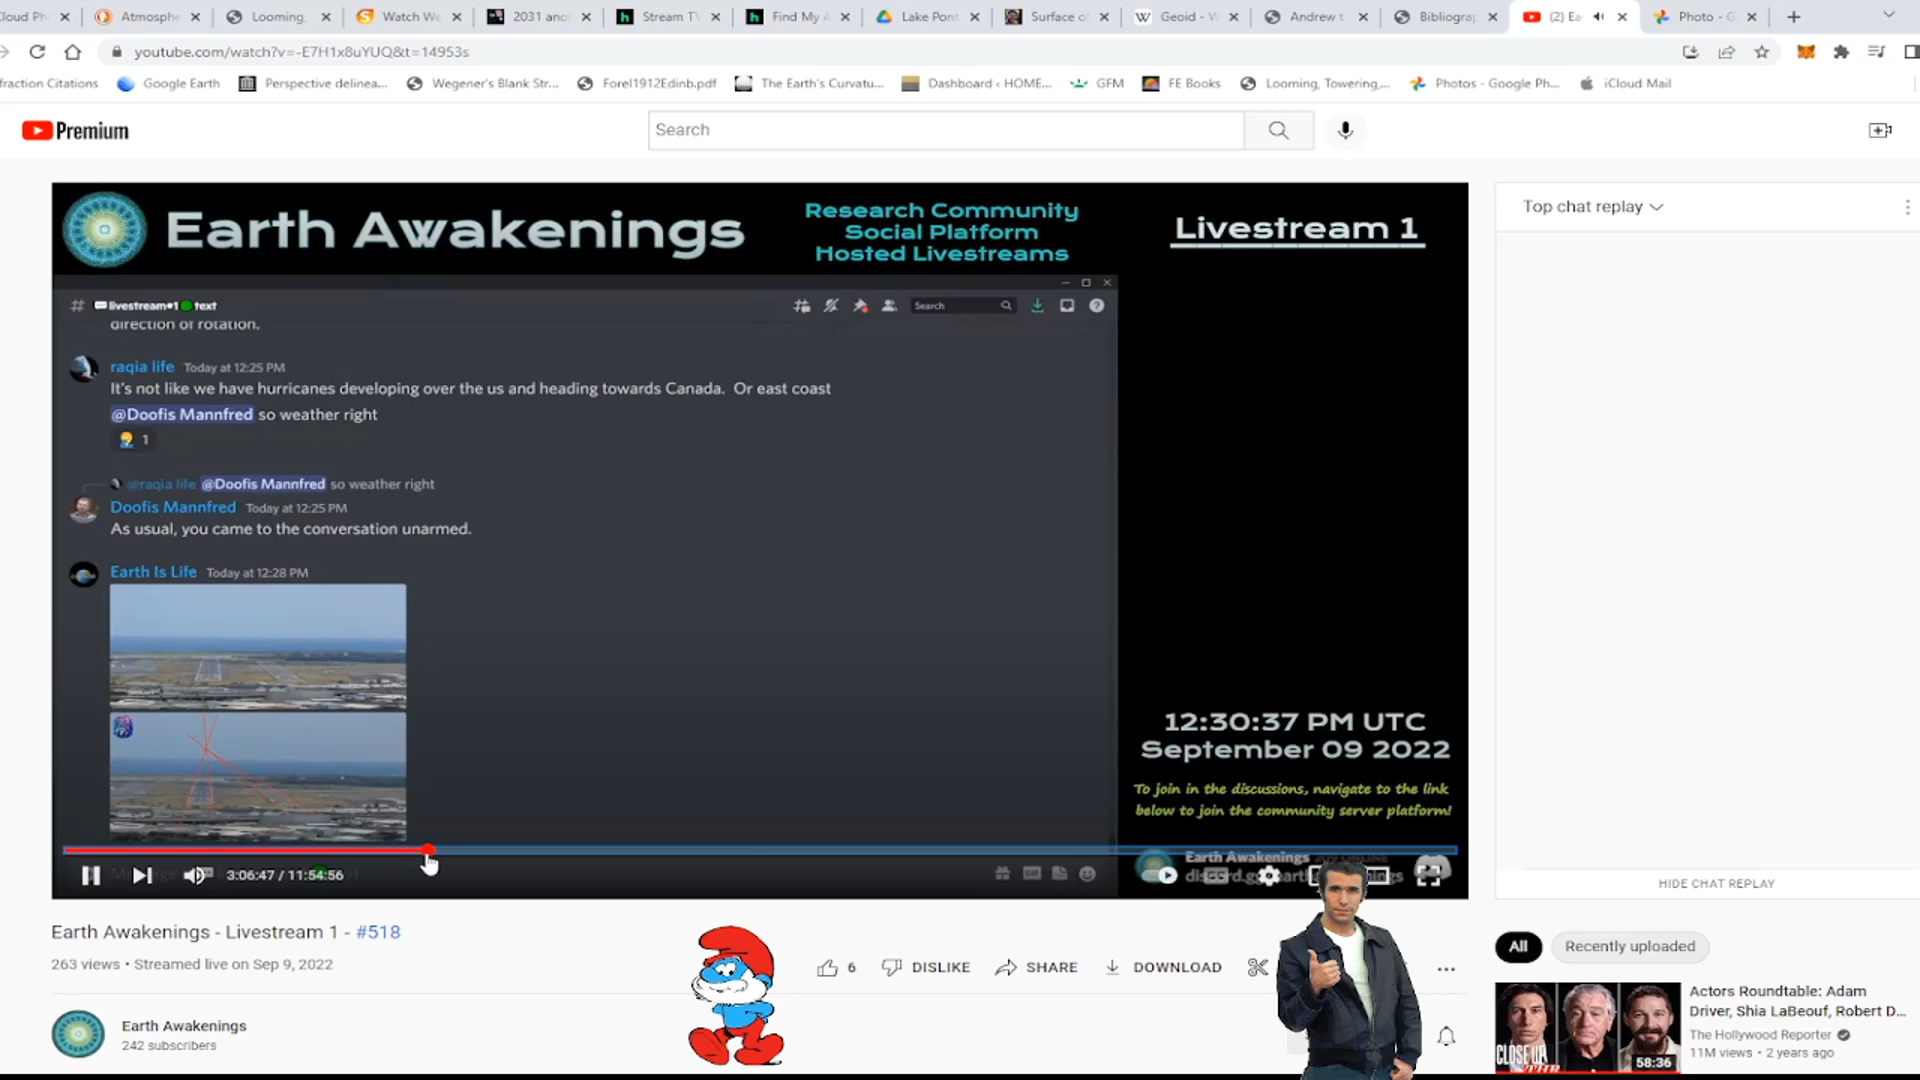 Cloud Ph
Atmosphe
Looming,
Watch We
2031 anot
Stream TV
Find My A
Lake Pont
Surface of
Geoid - W
Andrew t
Bibliograp
(2) Ea
Photo - G
youtube.com/watch?v=-E7H1x8uYUQ&t=14953s
fraction Citations
Google Earth
Perspective delinea...
Wegener's Blank Str...
Forel1912Edinb.pdf
The Earth's Curvatu...
Dashboard ‹ HOME...
GFM
FE Books
Looming, Towering,...
Photos - Google Ph...
iCloud Mail
Premium
Search
Earth Awakenings
Research Community
Social Platform
Hosted Livestreams
Livestream 1
Top chat replay
# livestream•1 text
Search
direction of rotation.
raqia life Today at 12:25 PM
It's not like we have hurricanes developing over the us and heading towards Canada. Or east coast
@Doofis Mannfred so weather right
1
@raqia life @Doofis Mannfred so weather right
Doofis Mannfred Today at 12:25 PM
As usual, you came to the conversation unarmed.
Earth Is Life Today at 12:28 PM
12:30:37 PM UTC
September 09 2022
To join in the discussions, navigate to the link
below to join the community server platform!
Earth Awakenings
3:06:47 / 11:54:56
HIDE CHAT REPLAY
Earth Awakenings - Livestream 1 - #518
263 views • Streamed live on Sep 9, 2022
6
DISLIKE
SHARE
DOWNLOAD
All
Recently uploaded
Earth Awakenings
242 subscribers
Actors Roundtable: Adam
Driver, Shia LaBeouf, Robert D...
The Hollywood Reporter
11M views • 2 years ago
CLOSE UP
58:36